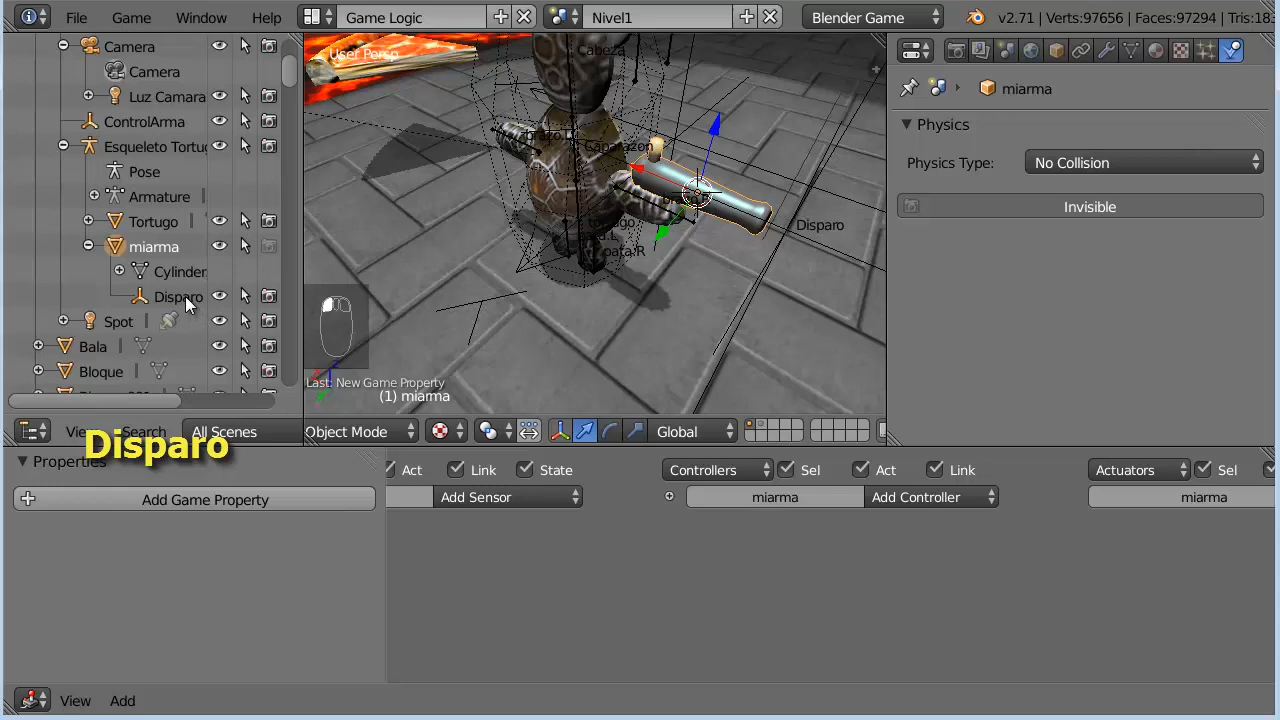 File Game Window Help Game Logic Nivel1 Blender Game v2.71 | Verts:97656 | Faces:97294 | Tris:18
Camera
Camera
Luz Camara
ControlArma
Esqueleto Tortug
Pose
Armature
Tortugo
miarma
Cylinder
Disparo
Spot
Bala
Bloque
View Search All Scenes
User Persp
Cabeza
Caparazon
Disparo
pata.R
Last: New Game Property
(1) miarma
Object Mode Global
miarma
Physics
Physics Type: No Collision
Invisible
Disparo
Properties
Add Game Property
Act Link State Controllers Sel Act Link Actuators Sel
Add Sensor miarma Add Controller miarma
View Add